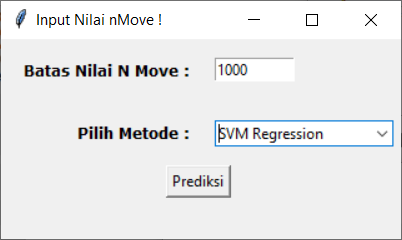 Input Nilai nMove !
Batas Nilai N Move : 1000
Pilih Metode : SVM Regression
Prediksi